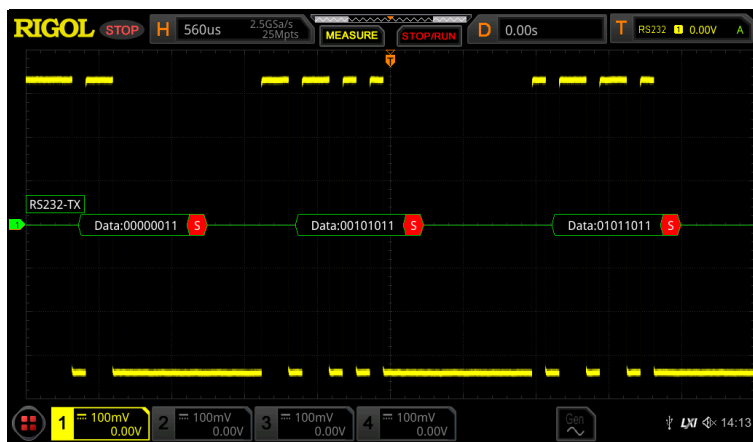 RIGOL STOP H 560us 2.5GSa/s 25Mpts MEASURE STOP/RUN D 0.00s T RS232 1 0.00V A
T
RS232-TX
1 Data:00000011 S Data:00101011 S Data:01011011 S
1 100mV 0.00V 2 100mV 0.00V 3 100mV 0.00V 4 100mV 0.00V Gen LXI 14:13